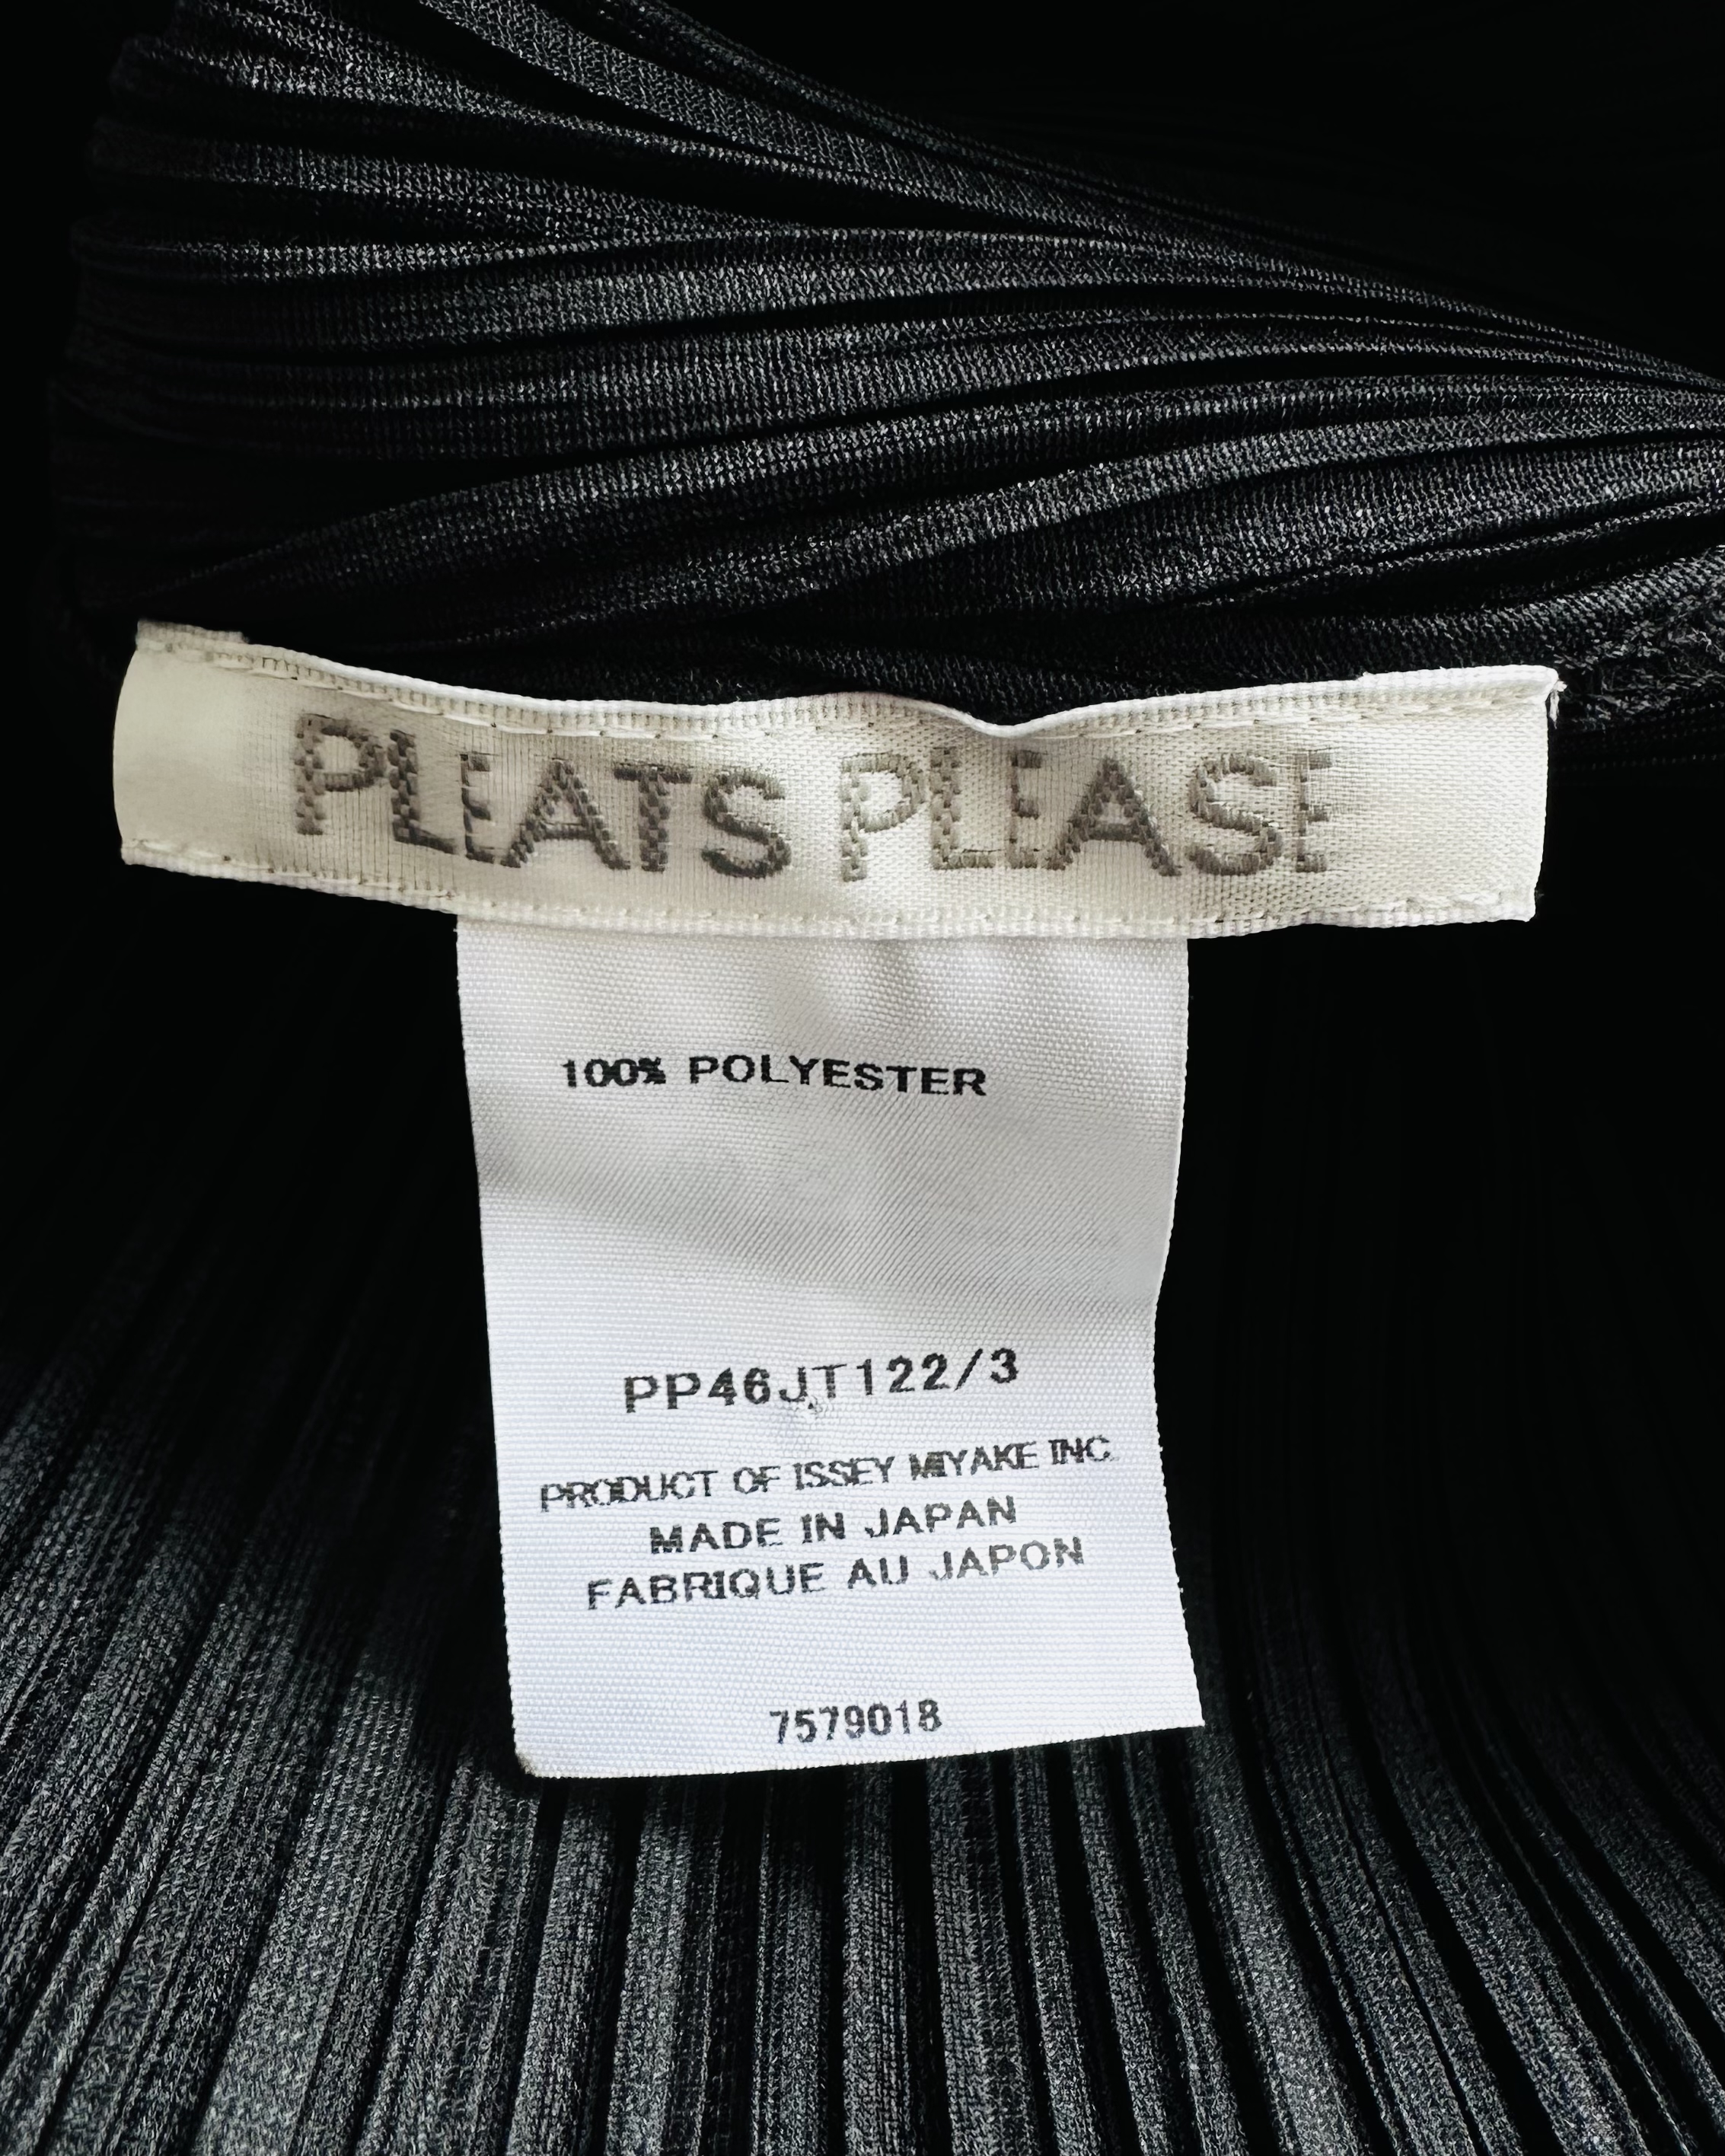 PLEATS PLEASE
100% POLYESTER
PP46JT122/3
PRODUCT OF ISSEY MIYAKE INC.
MADE IN JAPAN
FABRIQUE AU JAPON
7579018